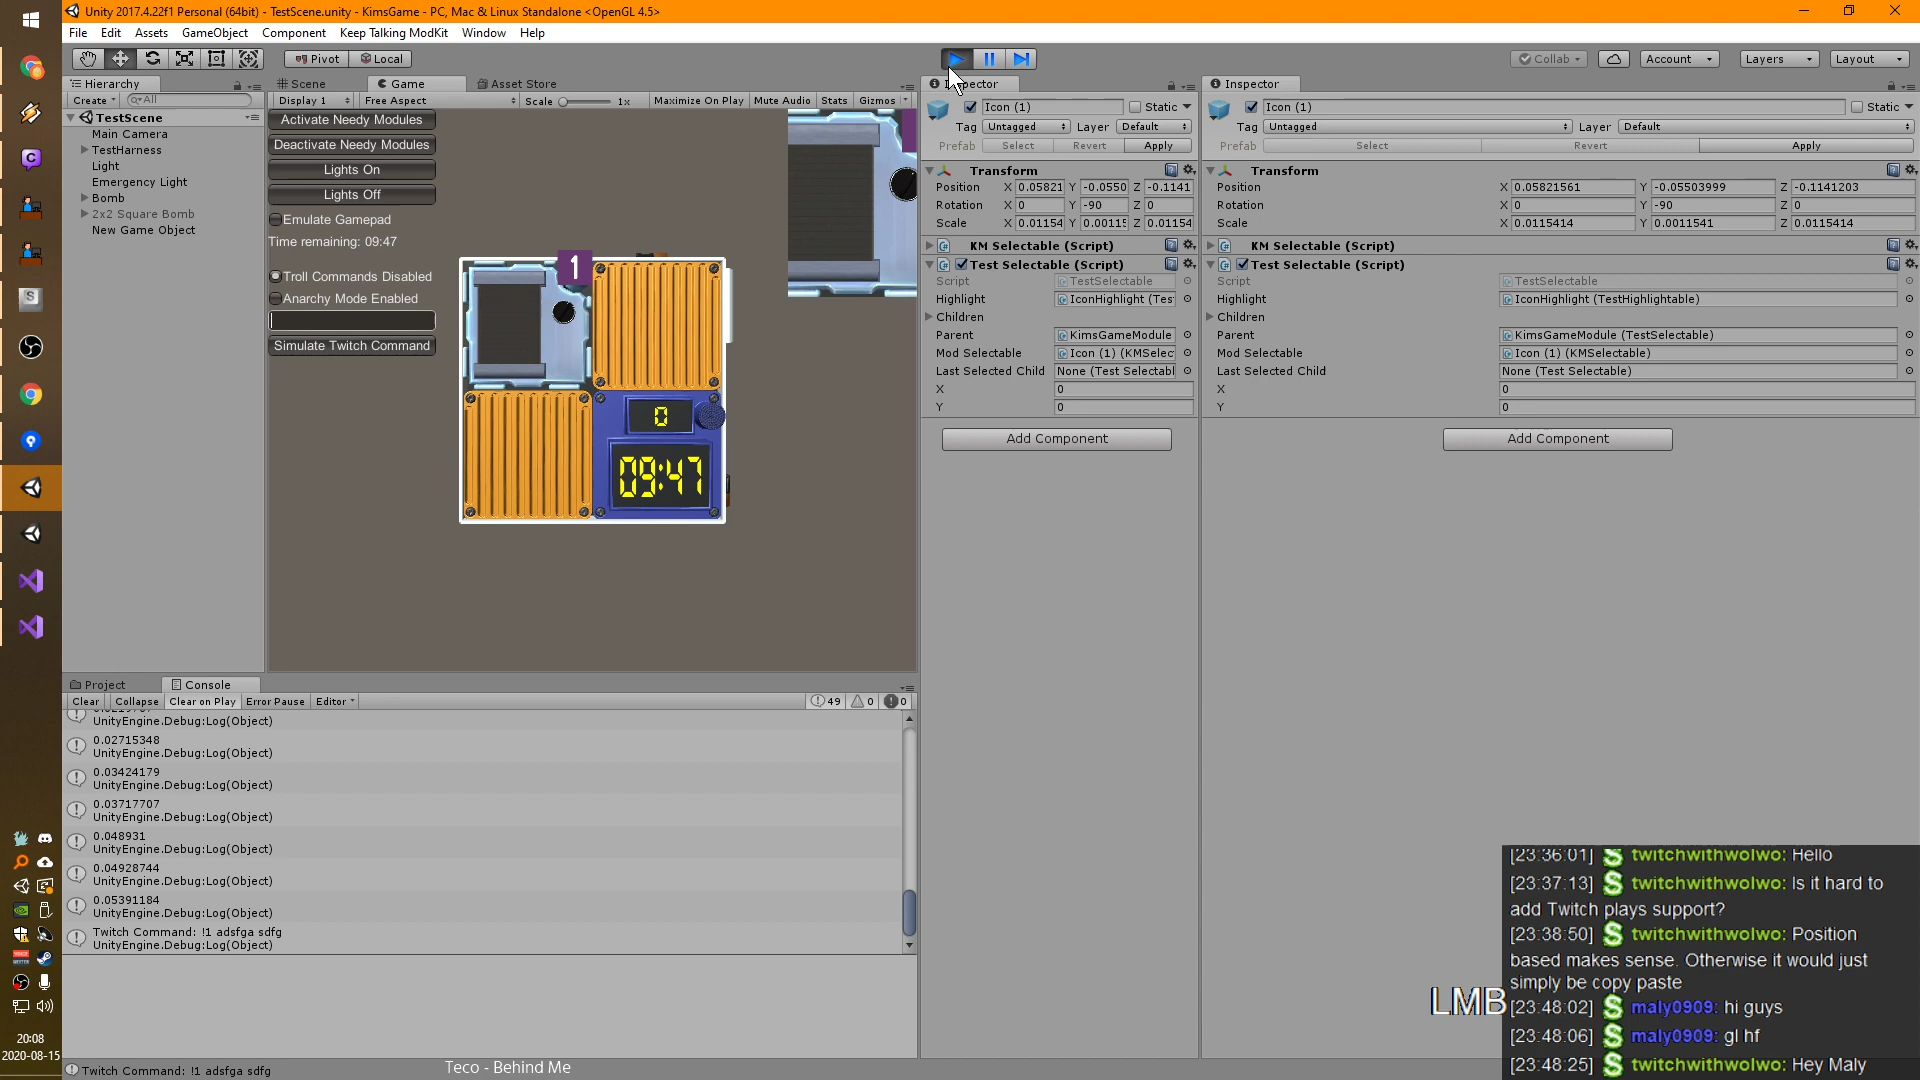 Unity 2017.4.22f1 Personal (64bit) - TestScene.unity - KimsGame - PC, Mac & Linux Standalone <OpenGL 4.5>
File Edit Assets GameObject Component Keep Talking ModKit Window Help
Pivot Local
Collab Account Layers Layout
Hierarchy
Create All
TestScene
Main Camera
TestHarness
Light
Emergency Light
Bomb
2x2 Square Bomb
New Game Object
Scene Game Asset Store
Display 1 Free Aspect Scale 1x Maximize On Play Mute Audio Stats Gizmos
Activate Needy Modules
Deactivate Needy Modules
Lights On
Lights Off
Emulate Gamepad
Time remaining: 09:47
Troll Commands Disabled
Anarchy Mode Enabled
Simulate Twitch Command
1
0
09:47
Icon (1) Static
Tag Untagged Layer Default
Prefab Select Revert Apply
Transform
Position X 0.05821 Y -0.0550 Z -0.1141
Rotation X 0 Y -90 Z 0
Scale X 0.01154 Y 0.00115 Z 0.01154
KM Selectable (Script)
Test Selectable (Script)
Script TestSelectable
Highlight IconHighlight (Tes
Children
Parent KimsGameModule
Mod Selectable Icon (1) (KMSelec
Last Selected Child None (Test Selectabl
X 0
Y 0
Add Component
Inspector
Icon (1) Static
Tag Untagged Layer Default
Prefab Select Revert Apply
Transform
Position X 0.05821561 Y -0.05503999 Z -0.1141203
Rotation X 0 Y -90 Z 0
Scale X 0.0115414 Y 0.0011541 Z 0.0115414
KM Selectable (Script)
Test Selectable (Script)
Script TestSelectable
Highlight IconHighlight (TestHighlightable)
Children
Parent KimsGameModule (TestSelectable)
Mod Selectable Icon (1) (KMSelectable)
Last Selected Child None (Test Selectable)
X 0
Y 0
Add Component
Project Console
Clear Collapse Clear on Play Error Pause Editor 49 0 0
UnityEngine.Debug:Log(Object)
0.02715348
UnityEngine.Debug:Log(Object)
0.03424179
UnityEngine.Debug:Log(Object)
0.03717707
UnityEngine.Debug:Log(Object)
0.048931
UnityEngine.Debug:Log(Object)
0.04928744
UnityEngine.Debug:Log(Object)
0.05391184
UnityEngine.Debug:Log(Object)
Twitch Command: !1 adsfga sdfg
UnityEngine.Debug:Log(Object)
Twitch Command: !1 adsfga sdfg
Teco - Behind Me
20:08
2020-08-15
LMB
[23:36:01] twitchwithwolwo: Hello
[23:37:13] twitchwithwolwo: Is it hard to
add Twitch plays support?
[23:38:50] twitchwithwolwo: Position
based makes sense. Otherwise it would just
simply be copy paste
[23:48:02] maly0909: hi guys
[23:48:06] maly0909: gl hf
[23:48:25] twitchwithwolwo: Hey Maly